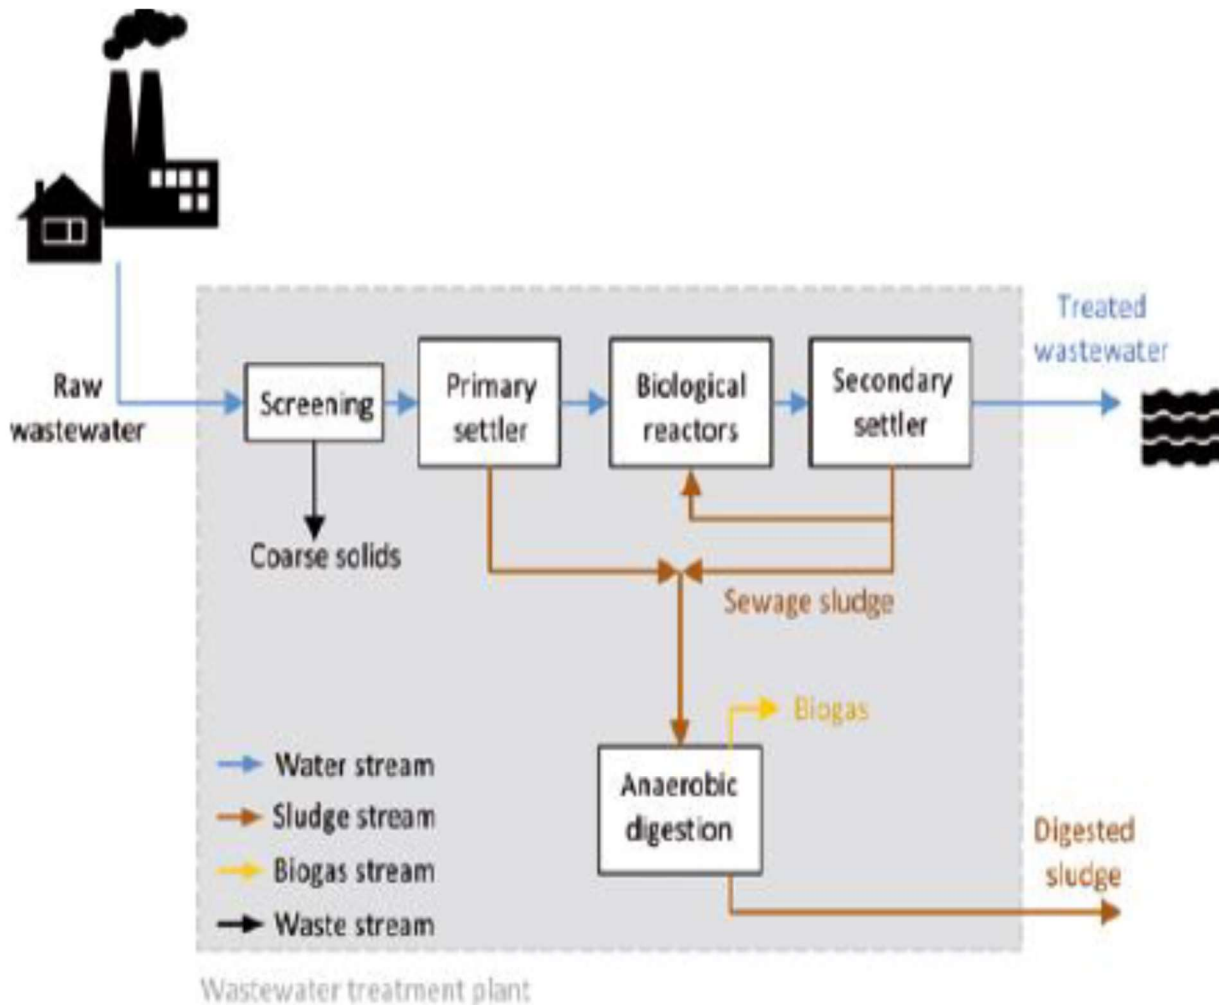 Treated
wastewater
Raw
wastewater
Screening
Primary
settler
Biological
reactors
Secondary
settler
Coarse solids
Sewage sludge
Biogas
Anaerobic
digestion
Water stream
Sludge stream
Biogas stream
Waste stream
Digested
sludge
Wastewater treatment plant